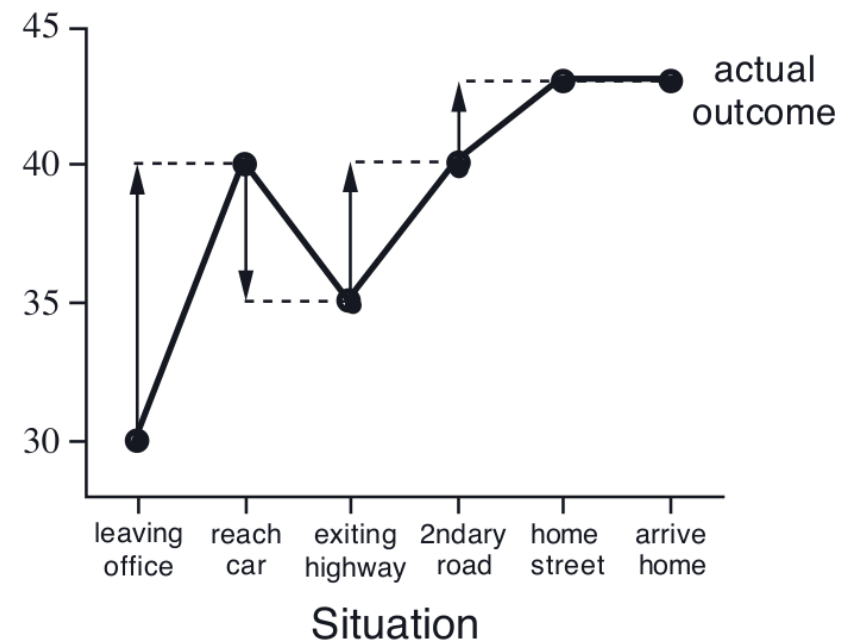 45
40
35
30
actual
outcome
leaving
office
reach
car
exiting
highway
2ndary
road
home
street
arrive
home
Situation